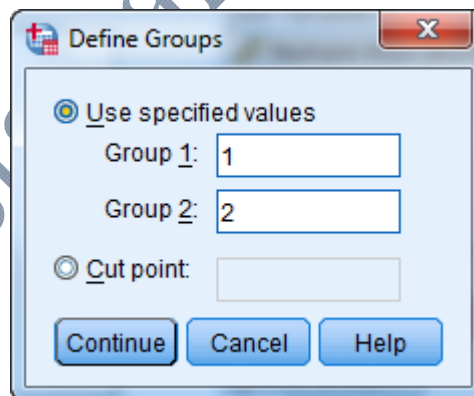 Define Groups
Use specified values
Group 1: 1
Group 2: 2
Cut point:
Continue Cancel Help